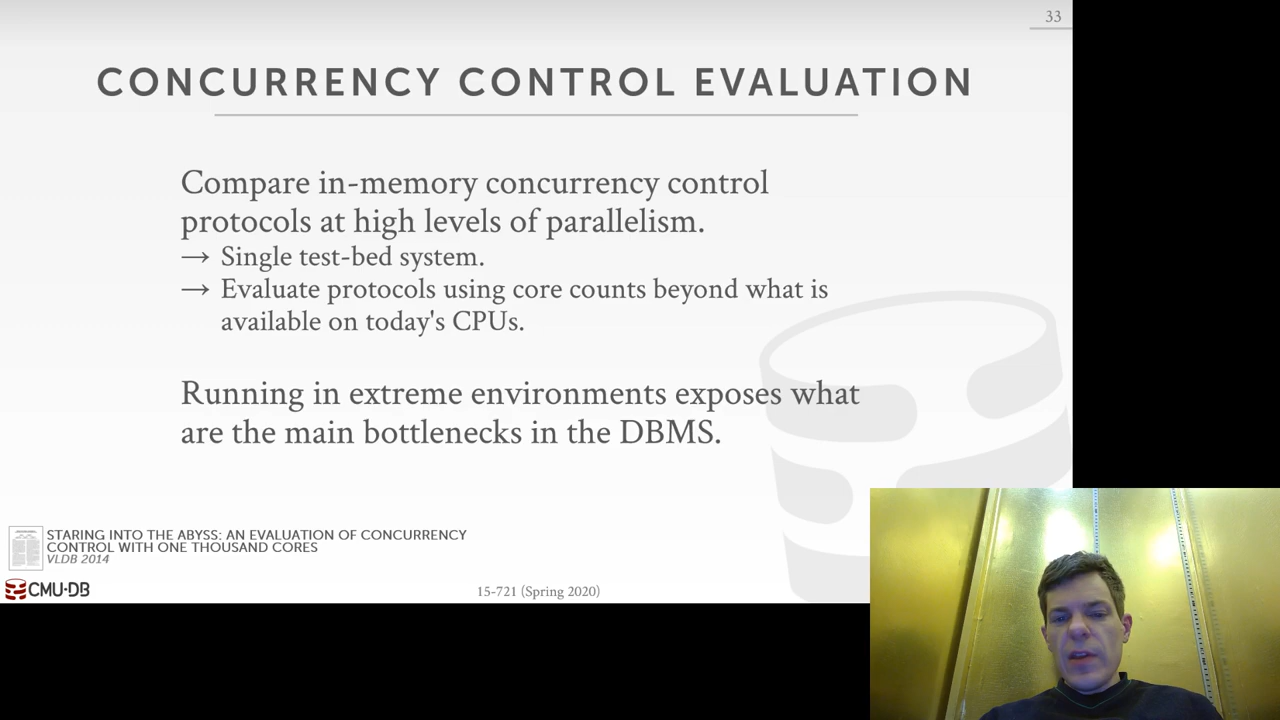 33
CONCURRENCY CONTROL EVALUATION
Compare in-memory concurrency control
protocols at high levels of parallelism.
→ Single test-bed system.
→ Evaluate protocols using core counts beyond what is
available on today's CPUs.
Running in extreme environments exposes what
are the main bottlenecks in the DBMS.
STARING INTO THE ABYSS: AN EVALUATION OF CONCURRENCY
CONTROL WITH ONE THOUSAND CORES
VLDB 2014
CMU·DB
15-721 (Spring 2020)